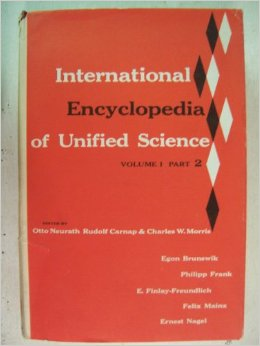 International
Encyclopedia
of Unified Science
VOLUME I PART 2
EDITED BY
Otto Neurath Rudolf Carnap & Charles W. Morris
Egon Brunswik
Philipp Frank
E. Finlay-Freundlich
Felix Mainx
Ernest Nagel